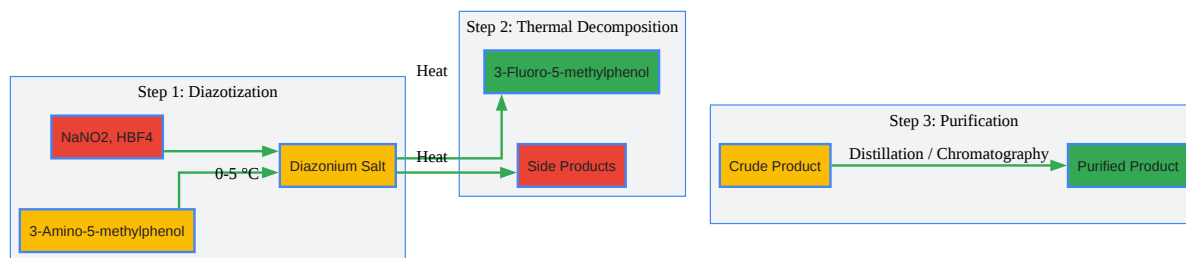 Step 1: Diazotization
NaNO2, HBF4
0-5 °C
3-Amino-5-methylphenol
Diazonium Salt
Heat
Heat
Step 2: Thermal Decomposition
3-Fluoro-5-methylphenol
Side Products
Step 3: Purification
Crude Product
Distillation / Chromatography
Purified Product